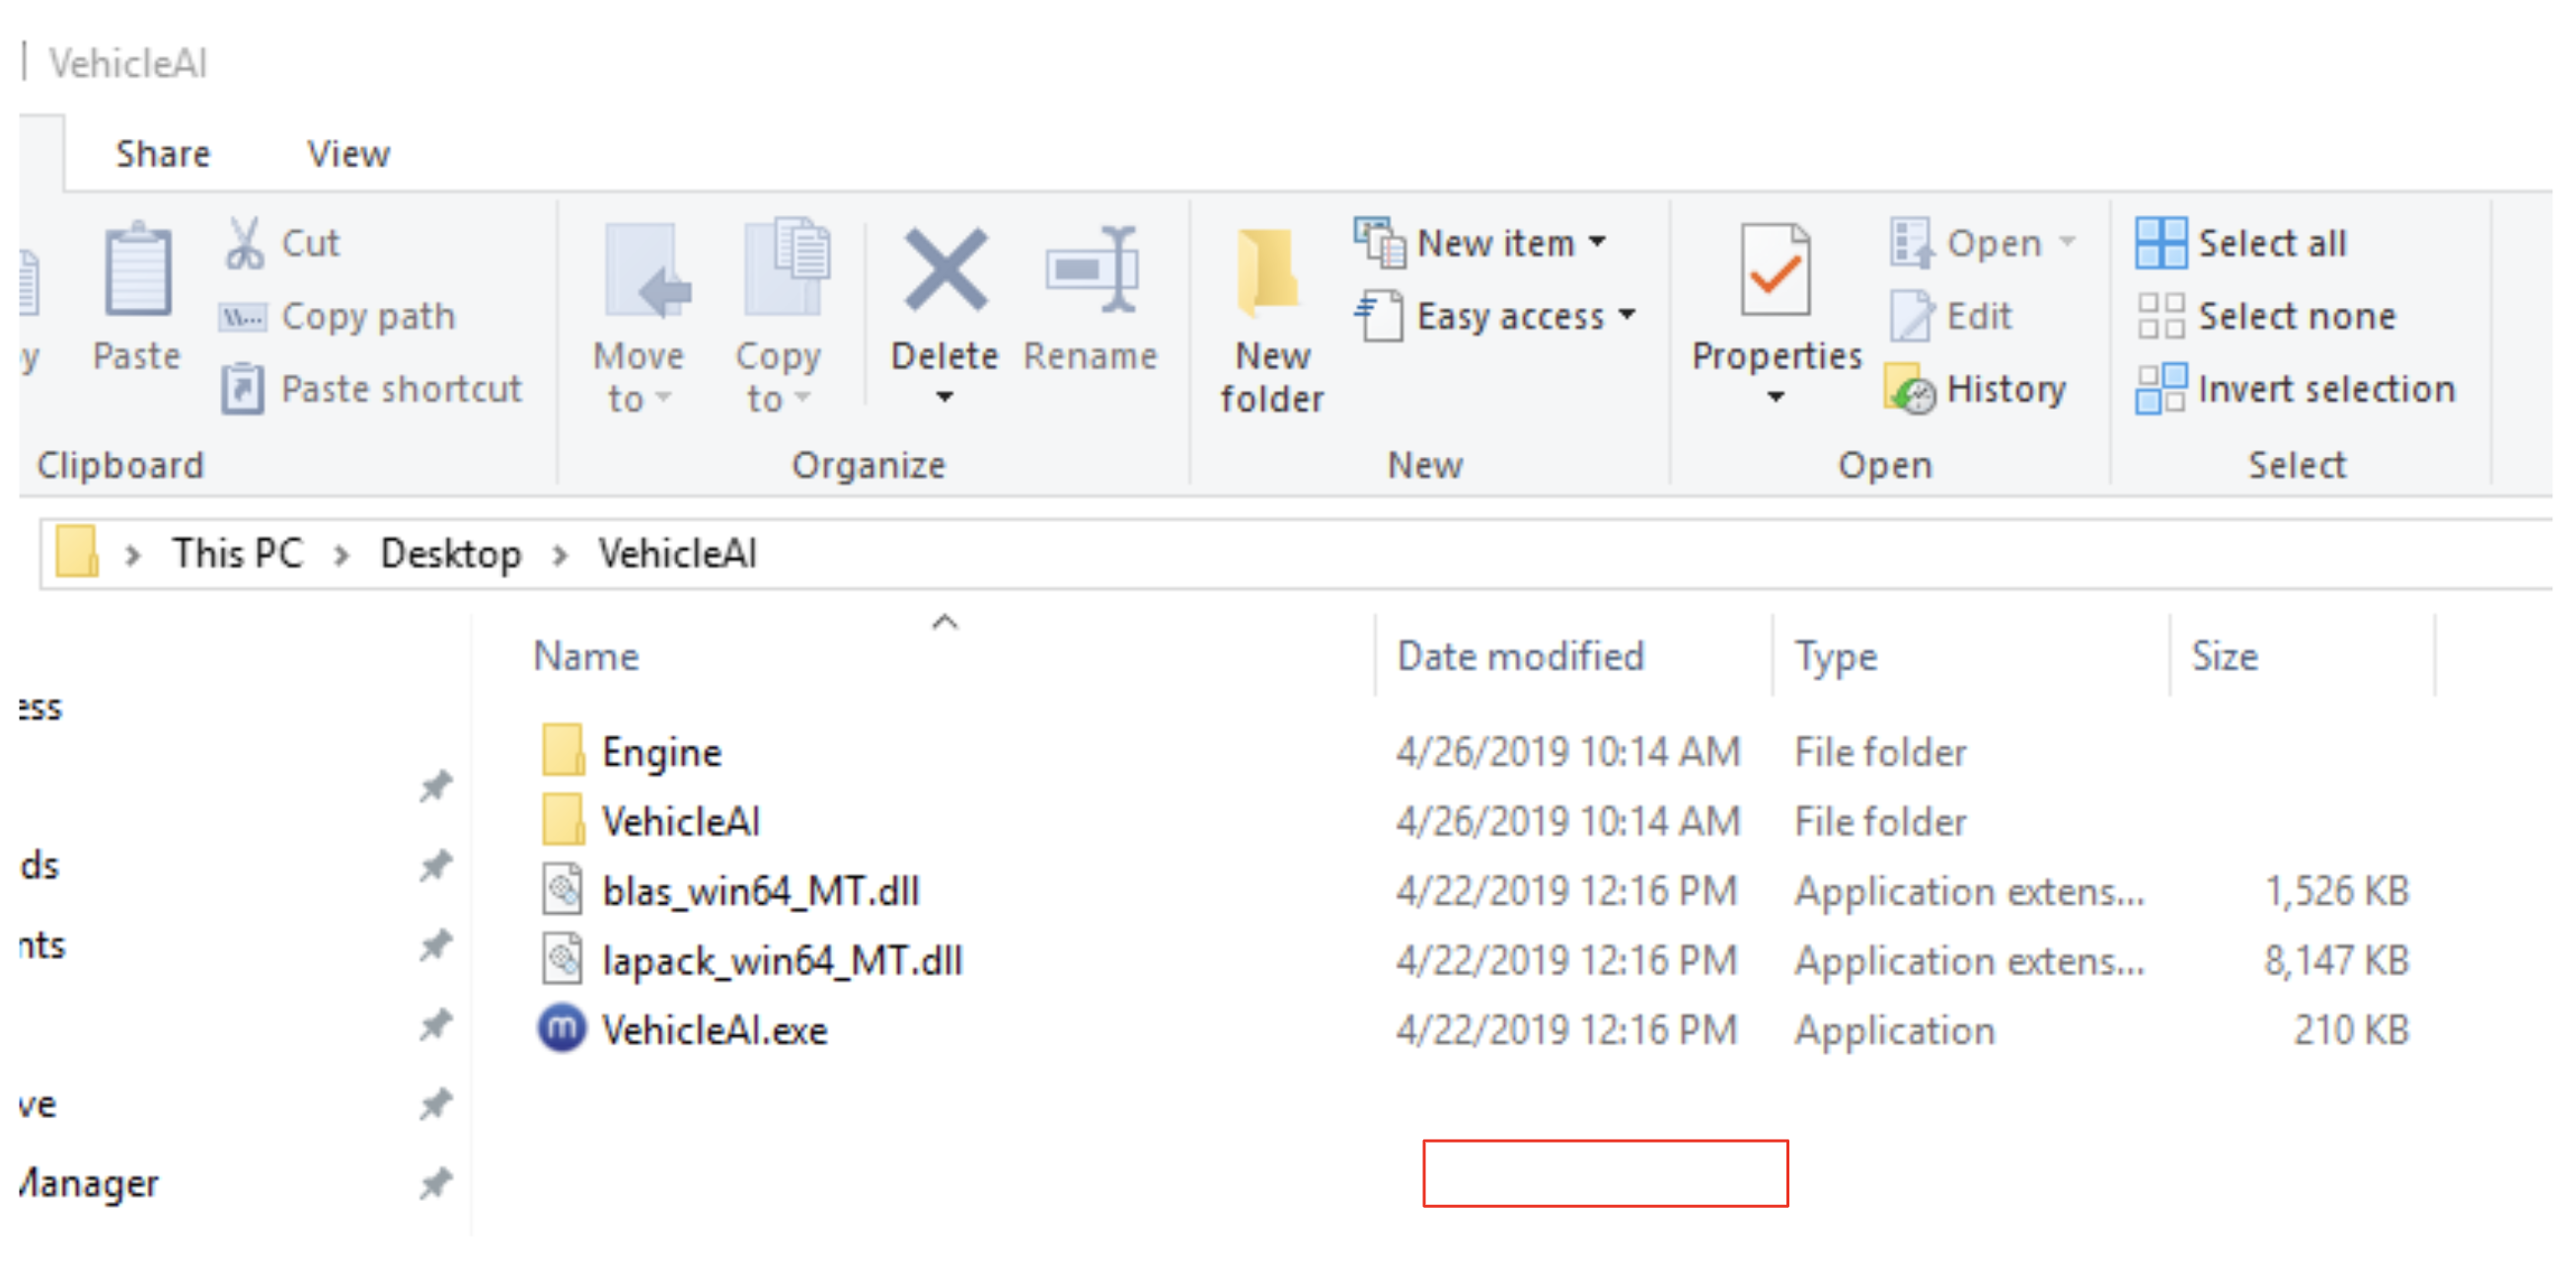 VehicleAI
Share View
Paste
Cut
Copy path
Paste shortcut
Clipboard
Move to
Copy to
Delete
Rename
Organize
New folder
New item
Easy access
New
Properties
Open
Edit
History
Open
Select all
Select none
Invert selection
Select
This PC > Desktop > VehicleAI
Name Date modified Type Size
Engine 4/26/2019 10:14 AM File folder
VehicleAI 4/26/2019 10:14 AM File folder
blas_win64_MT.dll 4/22/2019 12:16 PM Application extens... 1,526 KB
lapack_win64_MT.dll 4/22/2019 12:16 PM Application extens... 8,147 KB
VehicleAI.exe 4/22/2019 12:16 PM Application 210 KB
ess
ds
nts
ve
Manager